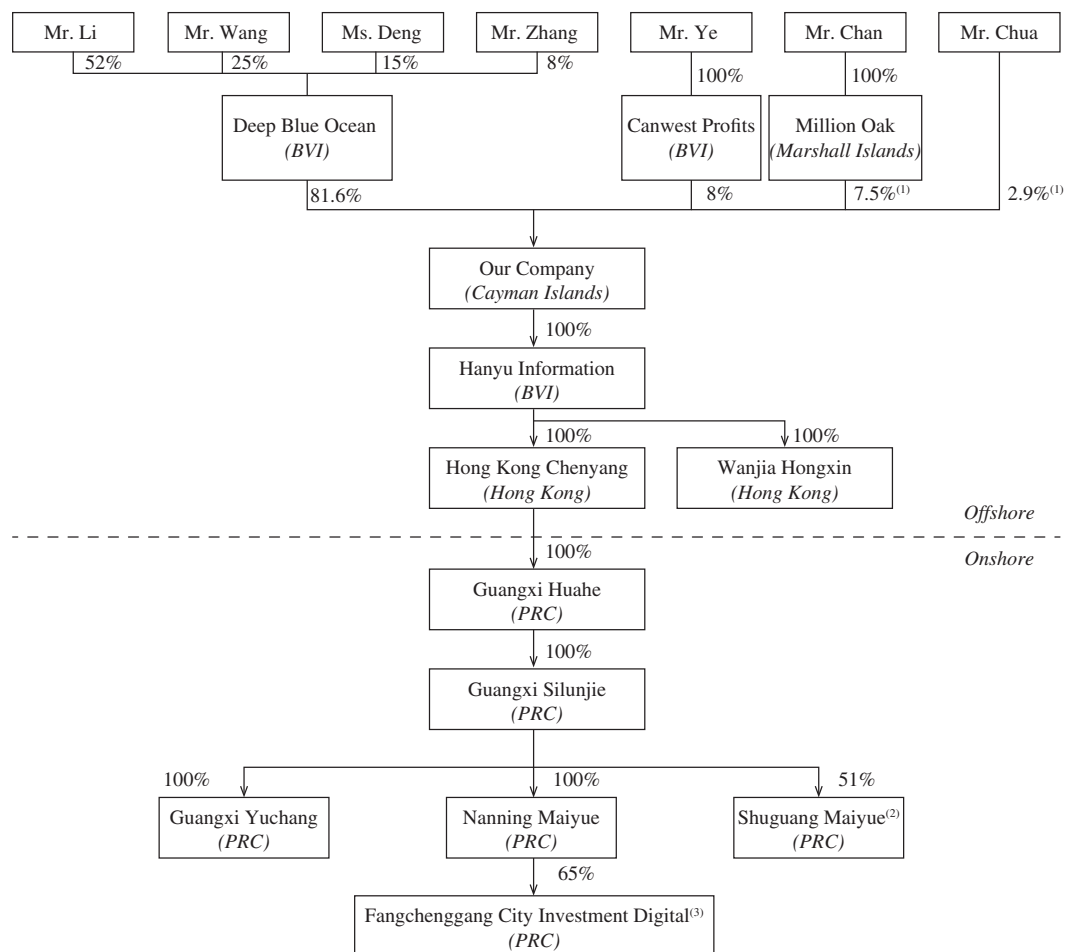 Mr. Li
Mr. Wang
Ms. Deng
Mr. Zhang
Mr. Ye
Mr. Chan
Mr. Chua
52%
25%
15%
8%
100%
100%
Deep Blue Ocean
(BVI)
Canwest Profits
(BVI)
Million Oak
(Marshall Islands)
81.6%
8%
7.5%(1)
2.9%(1)
Our Company
(Cayman Islands)
100%
Hanyu Information
(BVI)
100%
100%
Hong Kong Chenyang
(Hong Kong)
Wanjia Hongxin
(Hong Kong)
Offshore
Onshore
100%
Guangxi Huahe
(PRC)
100%
Guangxi Silunjie
(PRC)
100%
100%
51%
Guangxi Yuchang
(PRC)
Nanning Maiyue
(PRC)
Shuguang Maiyue(2)
(PRC)
65%
Fangchenggang City Investment Digital(3)
(PRC)